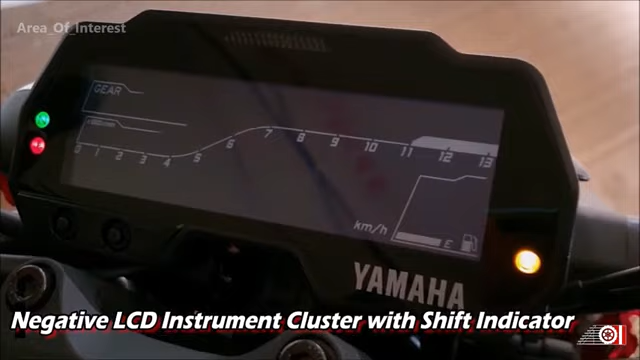 Area_Of_Interest
GEAR
0 1 2 3 4 5 6 7 8 9 10 11 12 13
km/h
E
YAMAHA
Negative LCD Instrument Cluster with Shift Indicator